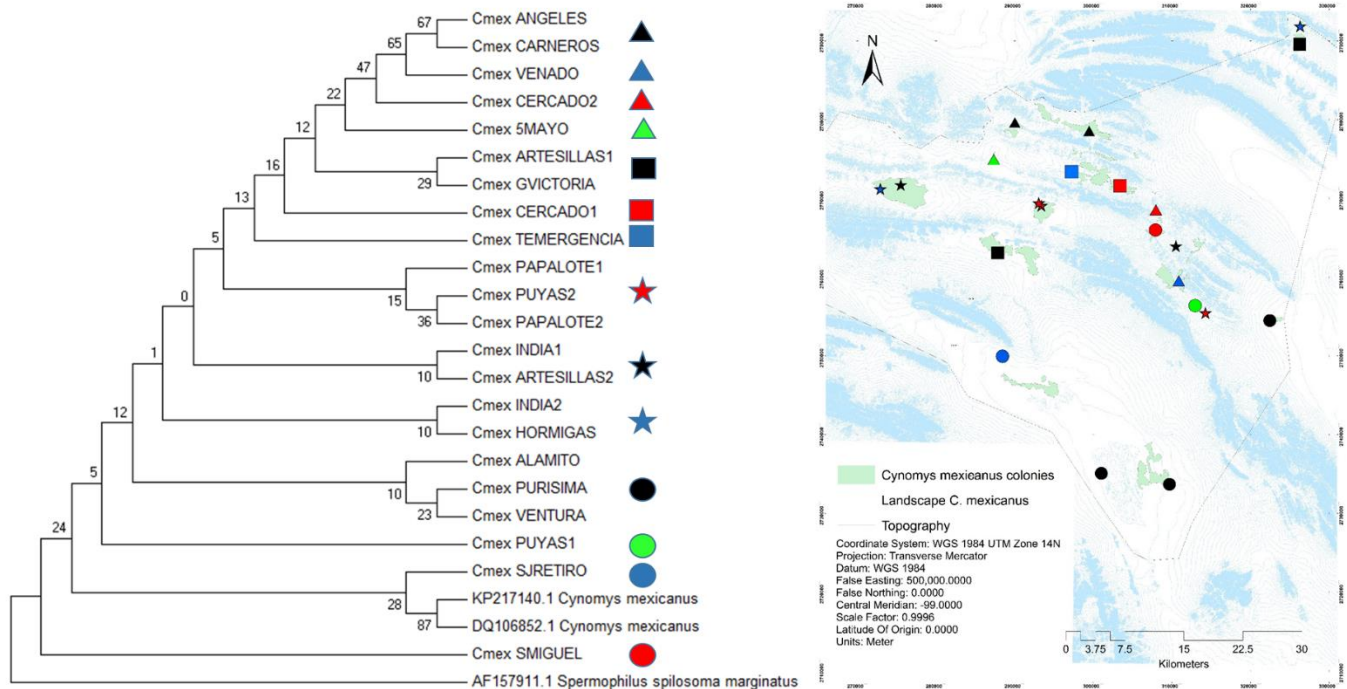 Cmex ANGELES
Cmex CARNEROS
Cmex VENADO
Cmex CERCADO2
Cmex 5MAYO
Cmex ARTESILLAS1
Cmex GVICTORIA
Cmex CERCADO1
Cmex TEMERGENCIA
Cmex PAPALOTE1
Cmex PUYAS2
Cmex PAPALOTE2
Cmex INDIA1
Cmex ARTESILLAS2
Cmex INDIA2
Cmex HORMIGAS
Cmex ALAMITO
Cmex PURISIMA
Cmex VENTURA
Cmex PUYAS1
Cmex SJRETIRO
KP217140.1 Cynomys mexicanus
DQ106852.1 Cynomys mexicanus
Cmex SMIGUEL
AF157911.1 Spermophilus spilosoma marginatus
67
65
47
22
12
29
16
13
5
15
36
0
10
1
10
12
10
23
5
24
28
87
N
Cynomys mexicanus colonies
Landscape C. mexicanus
Topography
Coordinate System: WGS 1984 UTM Zone 14N
Projection: Transverse Mercator
Datum: WGS 1984
False Easting: 500,000.0000
False Northing: 0.0000
Central Meridian: -99.0000
Scale Factor: 0.9996
Latitude Of Origin: 0.0000
Units: Meter
0 3.75 7.5 15 22.5 30
Kilometers